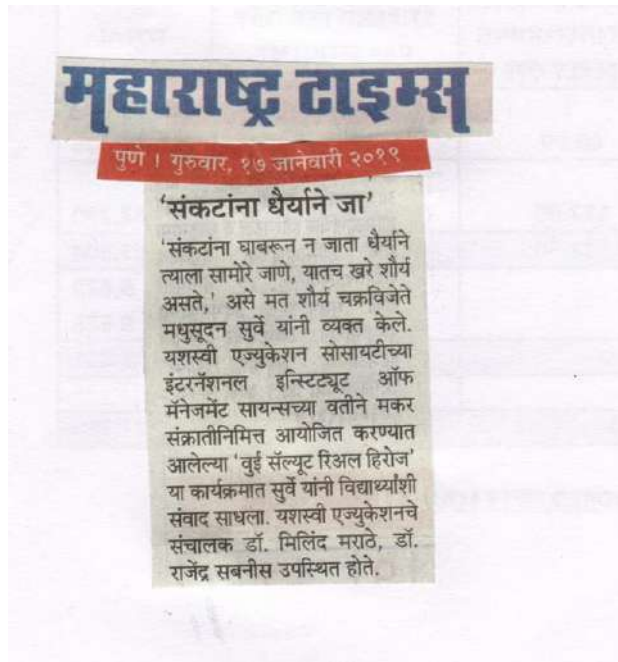 महाराष्ट्र टाइम्स
पुणे । गुरुवार, १७ जानेवारी २०१९
'संकटांना धैर्याने जा'
'संकटांना घाबरून न जाता धैर्याने
त्याला सामोरे जाणे, यातच खरे शौर्य
असते,' असे मत शौर्य चक्रविजेते
मधुसूदन सुर्वे यांनी व्यक्त केले.
यशस्वी एज्युकेशन सोसायटीच्या
इंटरनॅशनल इन्स्टिट्यूट ऑफ
मॅनेजमेंट सायन्सच्या वतीने मकर
संक्रातीनिमित्त आयोजित करण्यात
आलेल्या 'वुई सॅल्यूट रिअल हिरोज'
या कार्यक्रमात सुर्वे यांनी विद्यार्थ्यांशी
संवाद साधला. यशस्वी एज्युकेशनचे
संचालक डॉ. मिलिंद मराठे, डॉ.
राजेंद्र सबनीस उपस्थित होते.